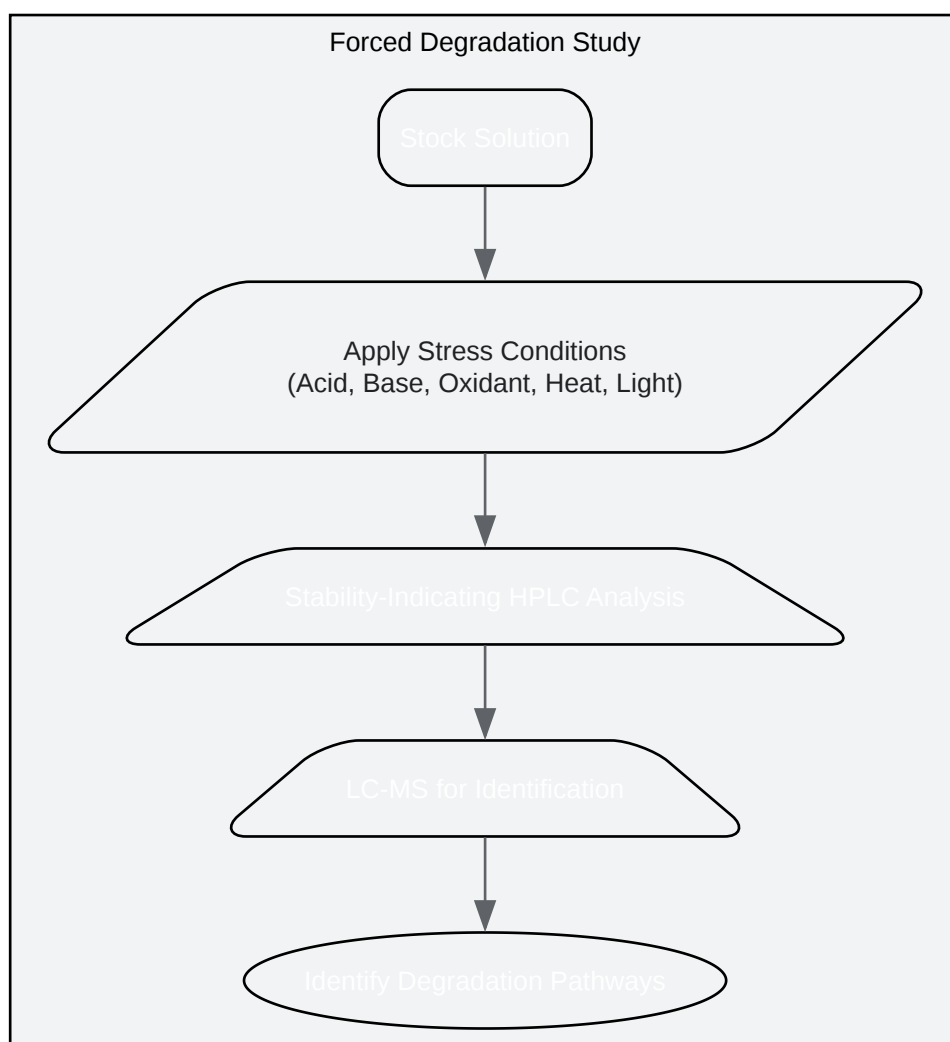 Forced Degradation Study
Stock Solution
Apply Stress Conditions
(Acid, Base, Oxidant, Heat, Light)
Stability-Indicating HPLC Analysis
LC-MS for Identification
Identify Degradation Pathways